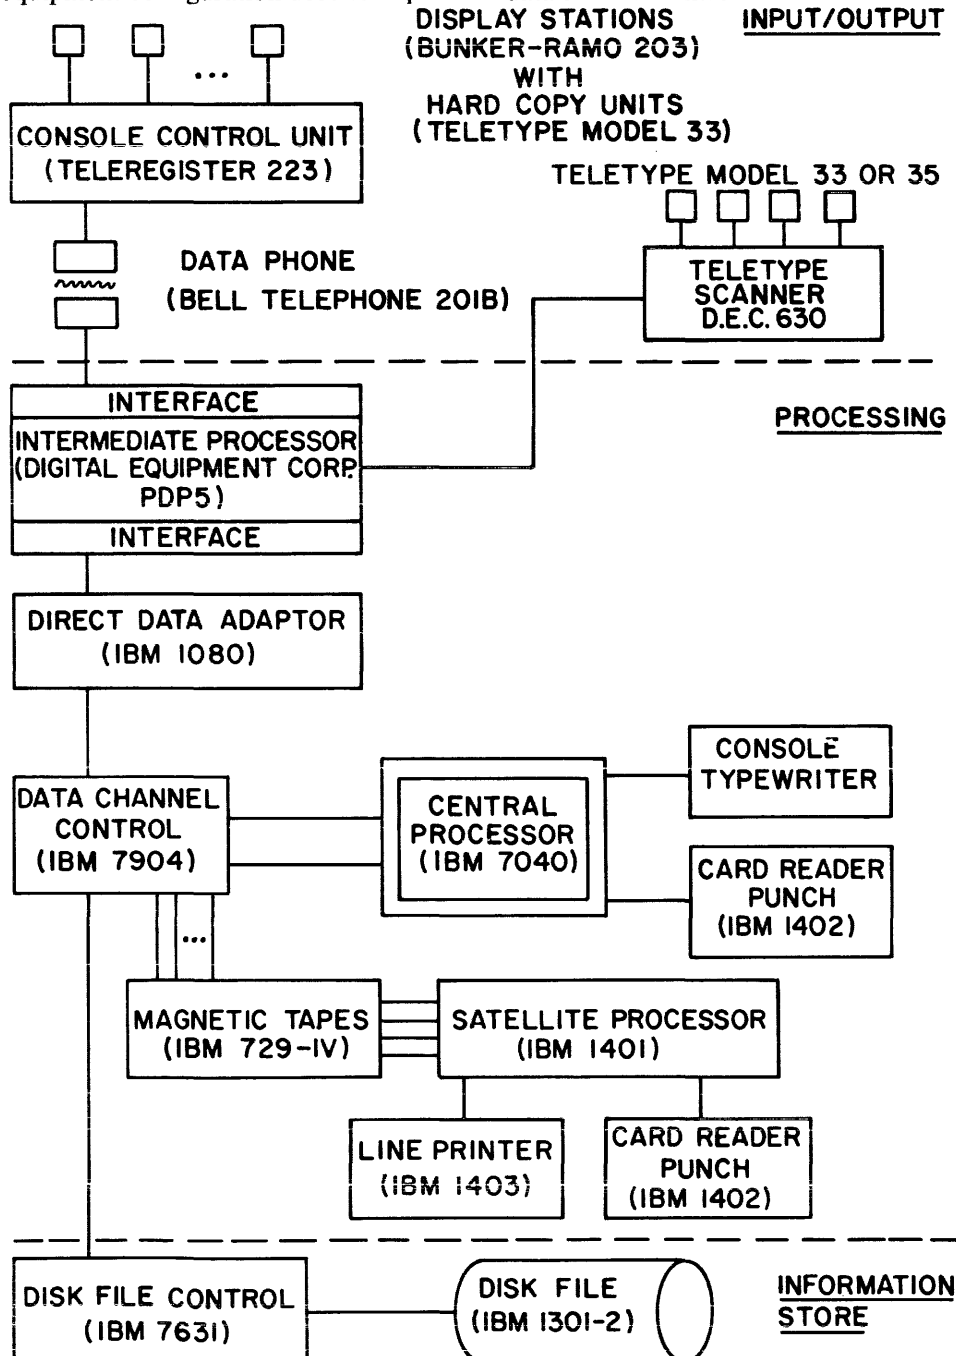 DISPLAY STATIONS
(BUNKER-RAMO 203)
WITH
HARD COPY UNITS
(TELETYPE MODEL 33)
INPUT/OUTPUT
...
CONSOLE CONTROL UNIT
(TELEREGISTER 223)
TELETYPE MODEL 33 OR 35
DATA PHONE
(BELL TELEPHONE 201B)
TELETYPE
SCANNER
D.E.C. 630
INTERFACE
INTERMEDIATE PROCESSOR
(DIGITAL EQUIPMENT CORP.
PDP5)
INTERFACE
PROCESSING
DIRECT DATA ADAPTOR
(IBM 1080)
DATA CHANNEL
CONTROL
(IBM 7904)
CENTRAL
PROCESSOR
(IBM 7040)
CONSOLE
TYPEWRITER
CARD READER
PUNCH
(IBM 1402)
...
MAGNETIC TAPES
(IBM 729-IV)
SATELLITE PROCESSOR
(IBM 1401)
LINE PRINTER
(IBM 1403)
CARD READER
PUNCH
(IBM 1402)
DISK FILE CONTROL
(IBM 7631)
DISK FILE
(IBM 1301-2)
INFORMATION
STORE